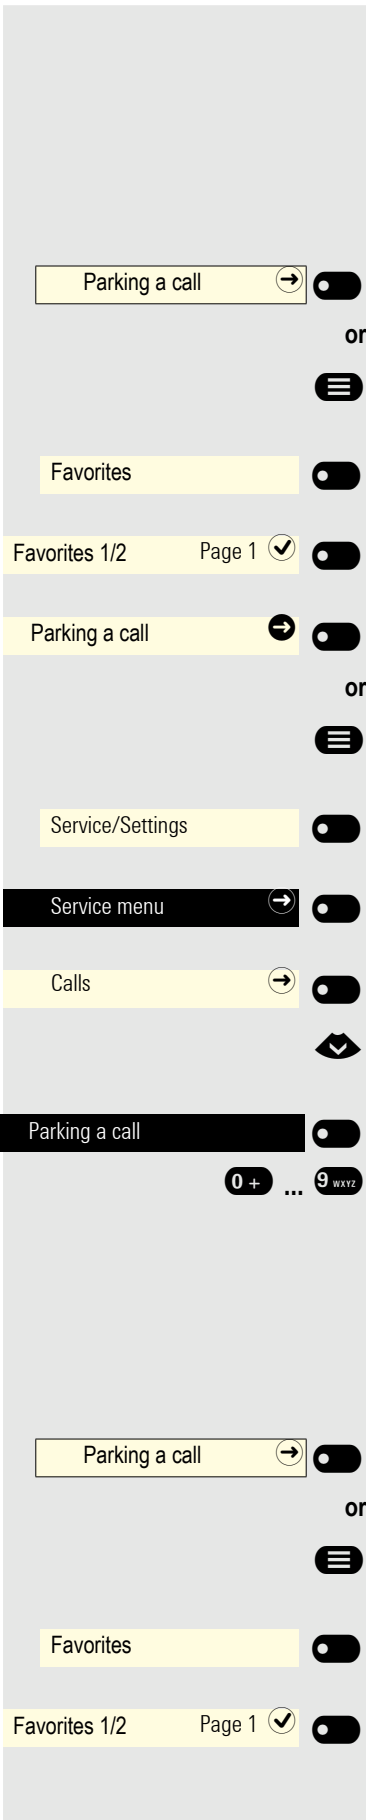 Parking a call
or
Favorites
Favorites 1/2 Page 1
Parking a call
or
Service/Settings
Service menu
Calls
Parking a call
0 + ... 9 WXYZ
Parking a call
or
Favorites
Favorites 1/2 Page 1